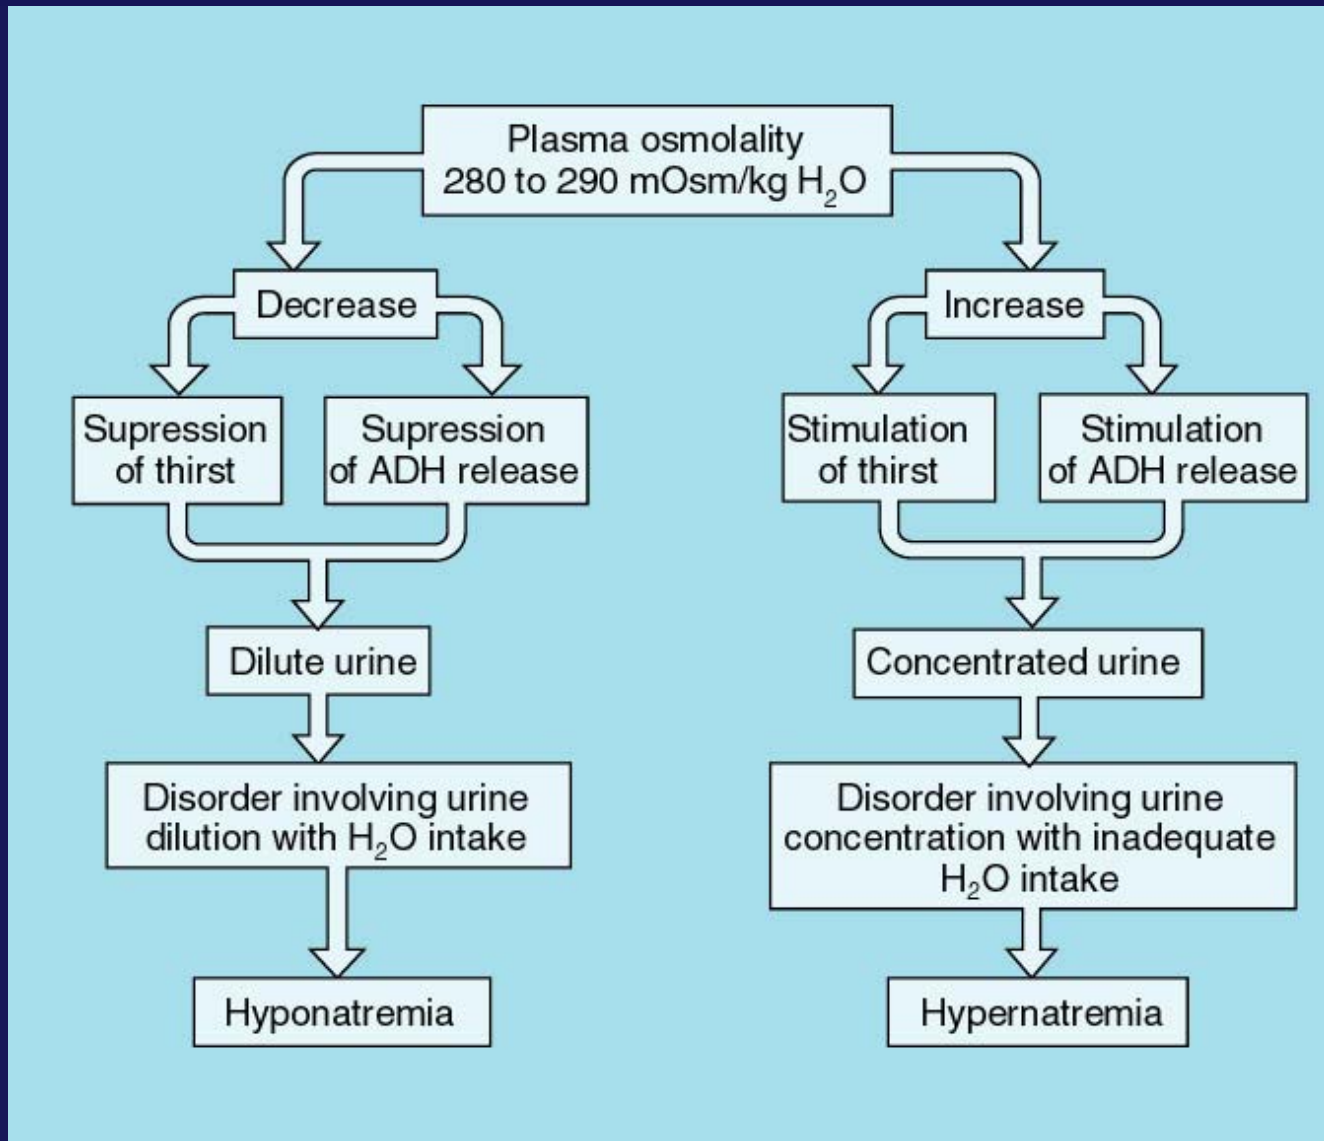 Plasma osmolality
280 to 290 mOsm/kg H₂O
Decrease
Increase
Supression
of thirst
Supression
of ADH release
Stimulation
of thirst
Stimulation
of ADH release
Dilute urine
Concentrated urine
Disorder involving urine
dilution with H₂O intake
Disorder involving urine
concentration with inadequate
H₂O intake
Hyponatremia
Hypernatremia